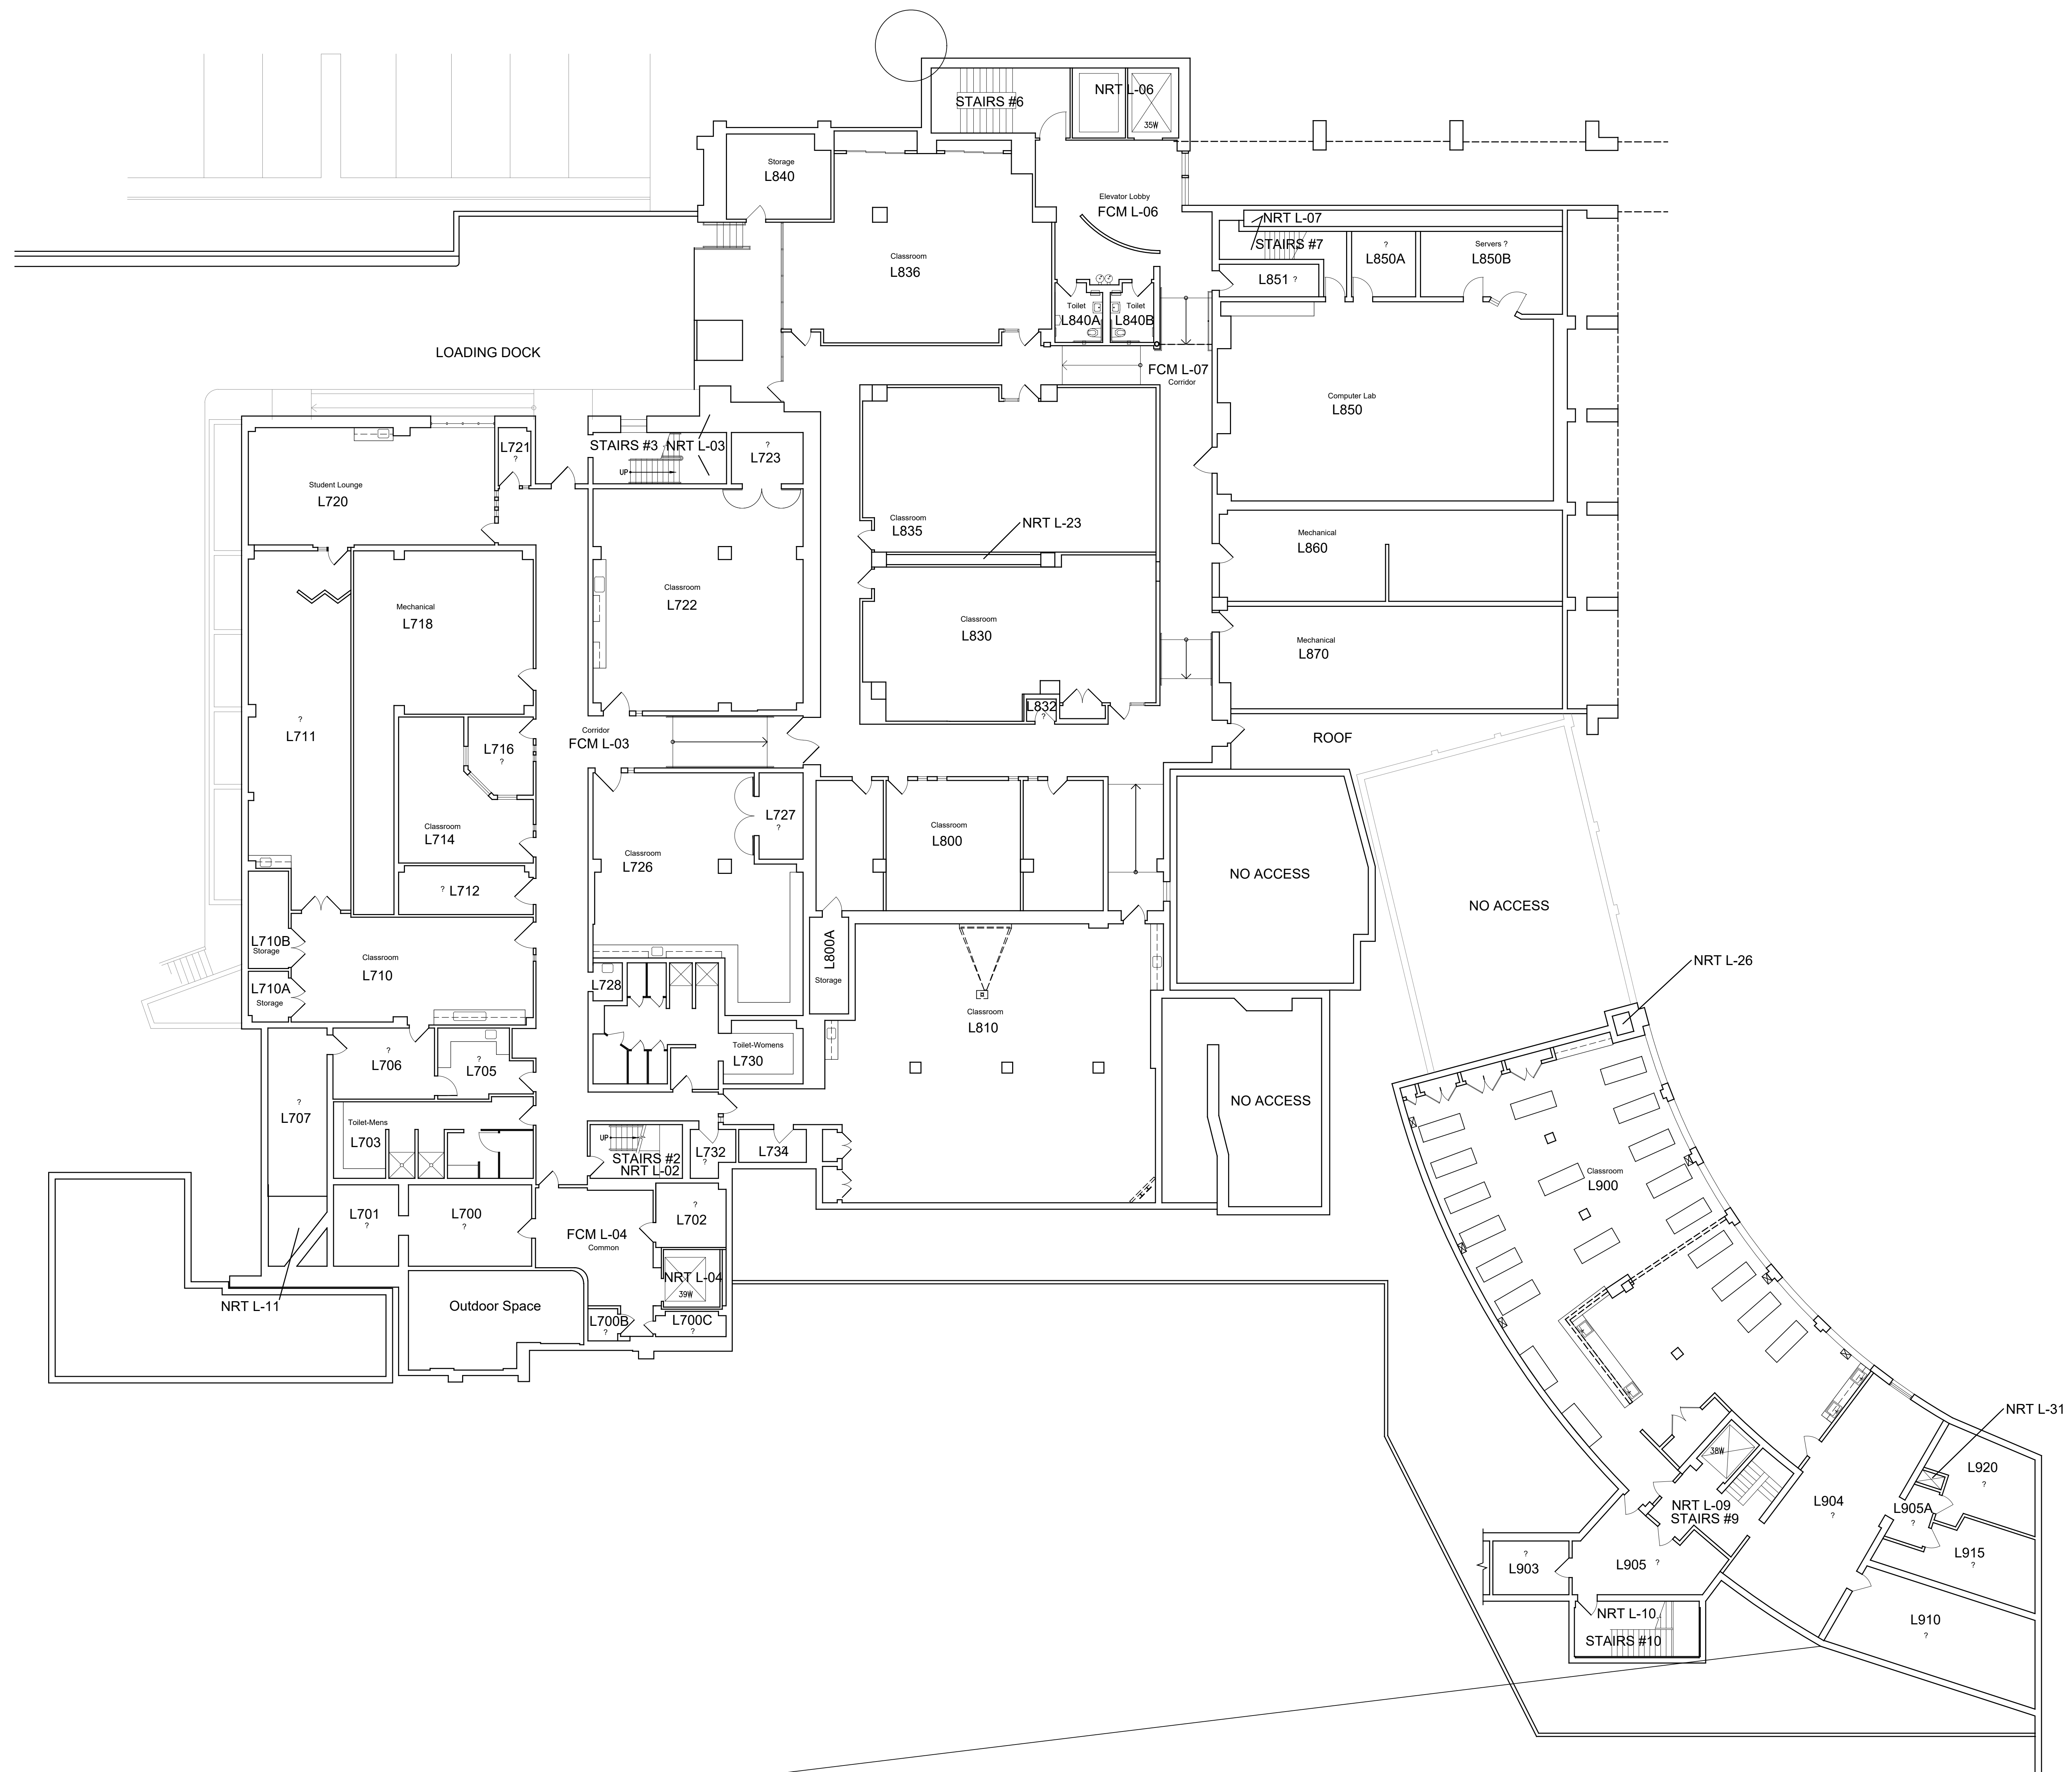 NRT L-06
STAIRS #6
35W
Storage
L840
Elevator Lobby
FCM L-06
NRT L-07
STAIRS #7
?
L850A
Servers ?
L850B
L851 ?
Classroom
L836
Toilet
L840A
Toilet
L840B
LOADING DOCK
FCM L-07
Corridor
Computer Lab
L850
STAIRS #3
NRT L-03
UP
?
L723
L721
?
Student Lounge
L720
Classroom
L835
NRT L-23
Mechanical
L860
Mechanical
L718
Classroom
L722
Classroom
L830
Mechanical
L870
L832
?
?
L711
L716
?
Corridor
FCM L-03
ROOF
Classroom
L714
Classroom
L726
L727
?
Classroom
L800
NO ACCESS
NO ACCESS
? L712
L710B
Storage
Classroom
L710
L710A
Storage
L728
L800A
Storage
NRT L-26
Classroom
L810
Toilet-Womens
L730
?
L706
?
L705
?
L707
Toilet-Mens
L703
NO ACCESS
UP
STAIRS #2
NRT L-02
L732
?
L734
Classroom
L900
L701
?
L700
?
?
L702
FCM L-04
Common
NRT L-04
39W
NRT L-11
Outdoor Space
L700B
?
L700C
?
NRT L-31
38W
L920
?
L904
?
L905A
?
NRT L-09
STAIRS #9
?
L903
L905 ?
L915
?
NRT L-10
STAIRS #10
L910
?